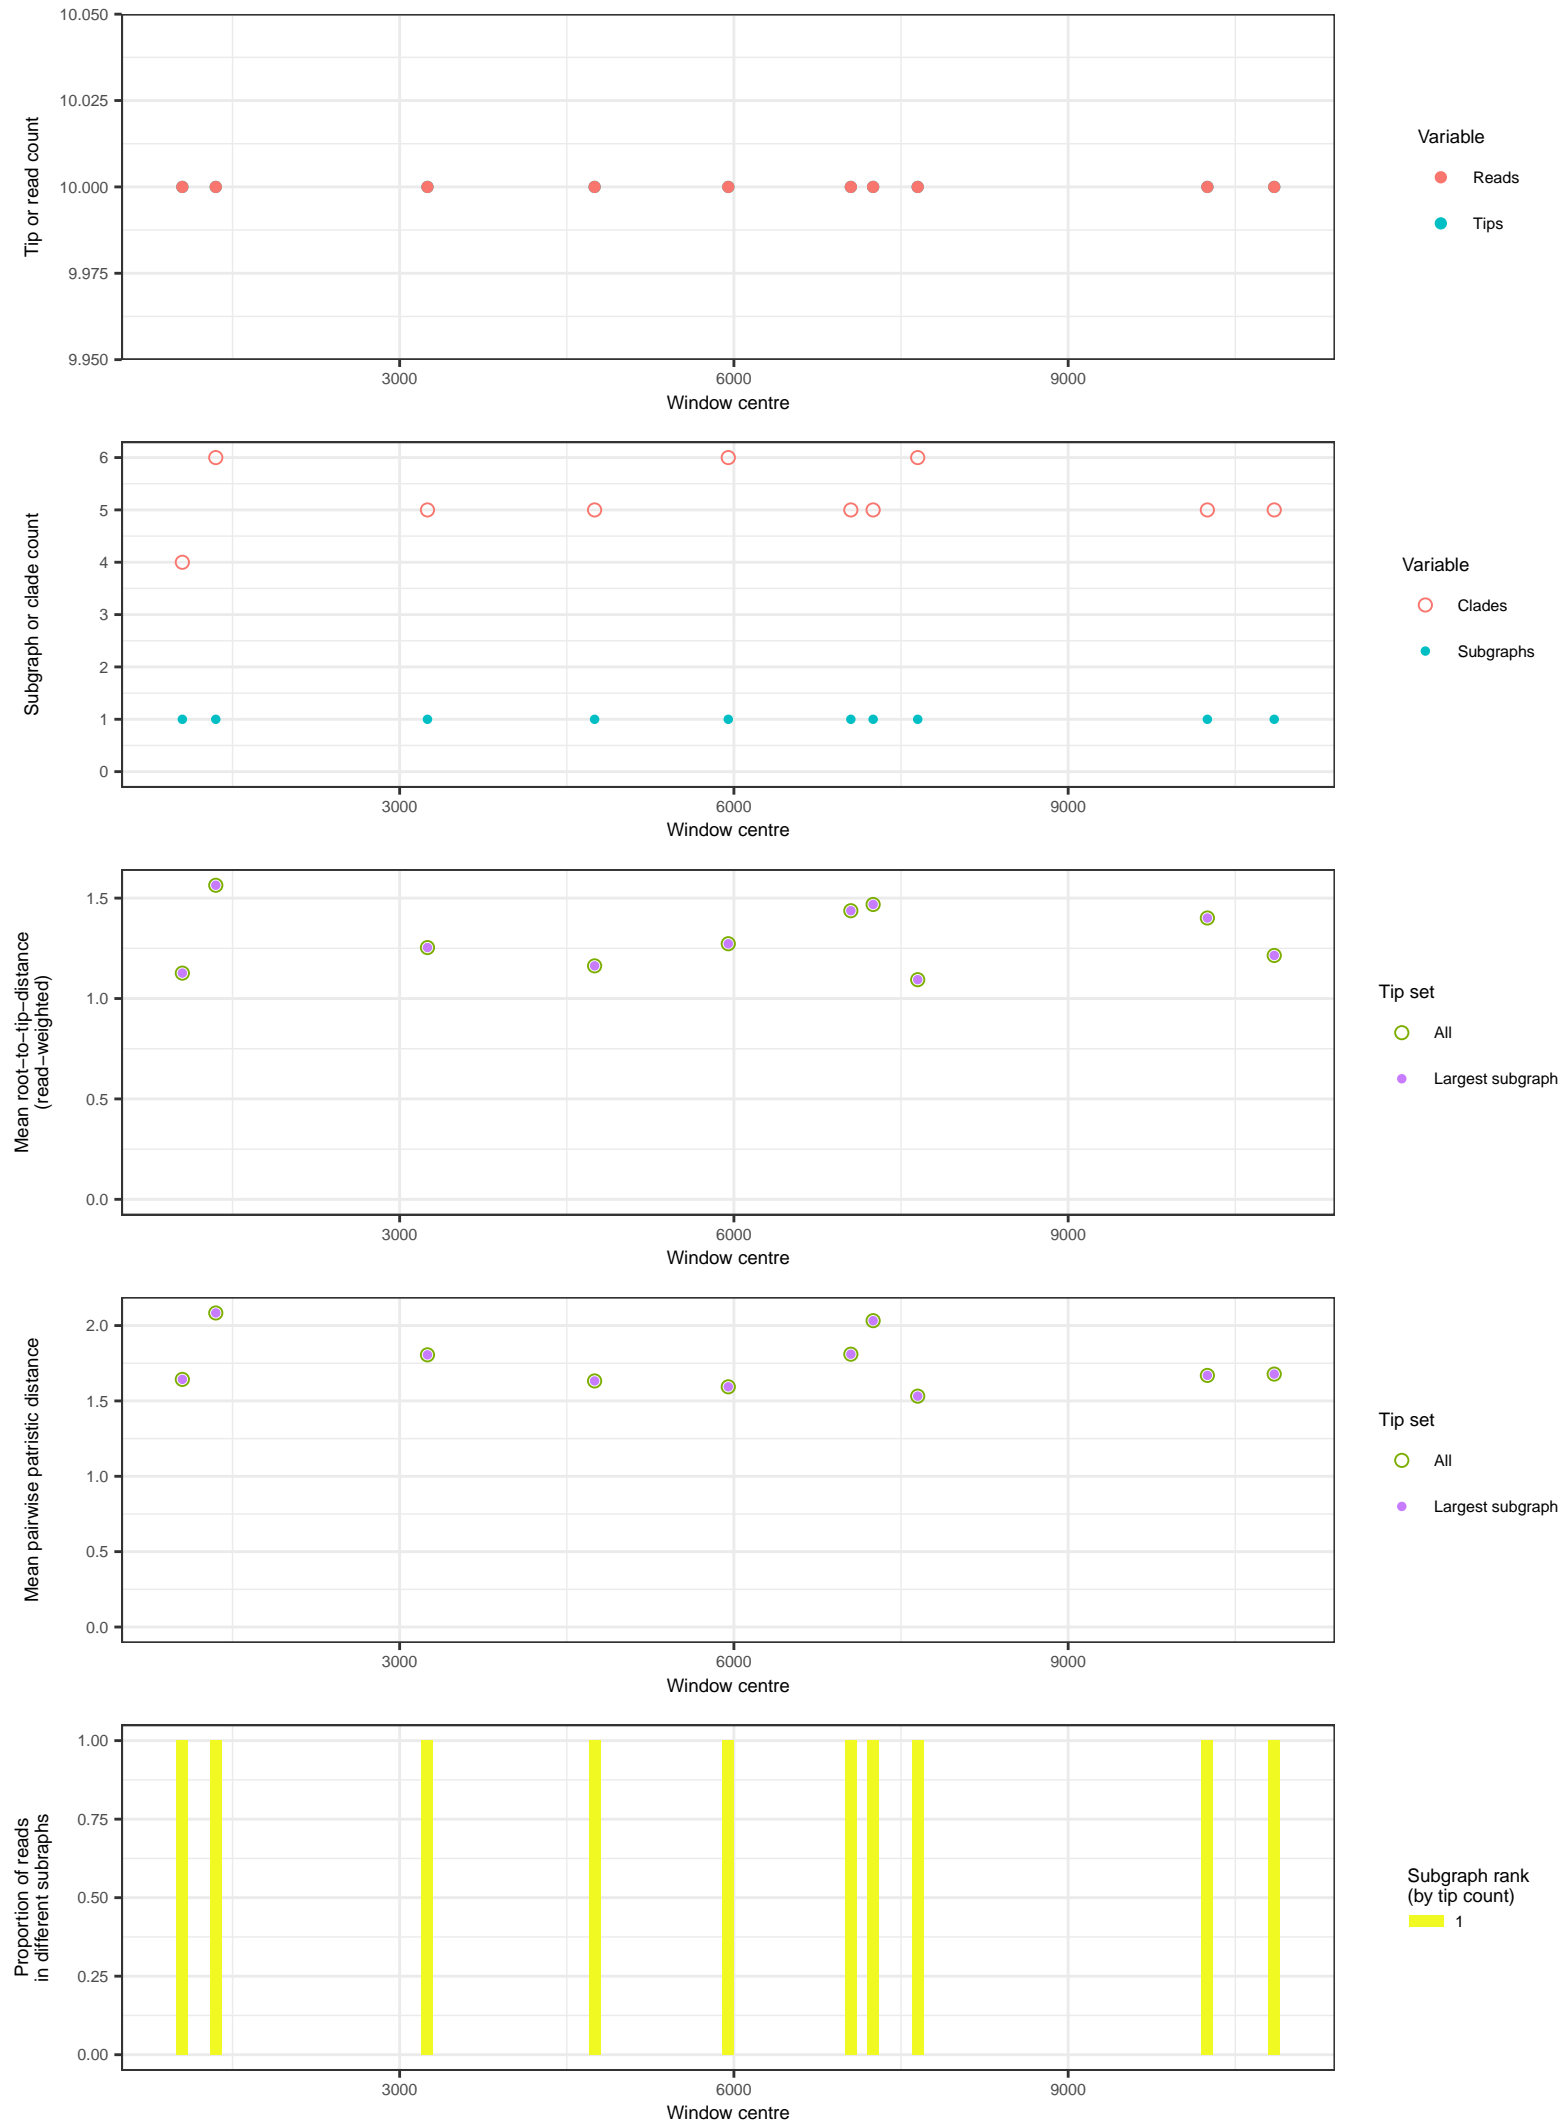 10.050
10.025
10.000
9.975
9.950
Tip or read count
3000
6000
9000
Window centre
Variable
Reads
Tips
6
5
4
3
2
1
0
Subgraph or clade count
3000
6000
9000
Window centre
Variable
Clades
Subgraphs
1.5
1.0
0.5
0.0
Mean root−to−tip−distance
(read−weighted)
3000
6000
9000
Window centre
Tip set
All
Largest subgraph
2.0
1.5
1.0
0.5
0.0
Mean pairwise patristic distance
3000
6000
9000
Window centre
Tip set
All
Largest subgraph
1.00
0.75
0.50
0.25
0.00
Proportion of reads
in different subraphs
3000
6000
9000
Window centre
Subgraph rank
(by tip count)
1